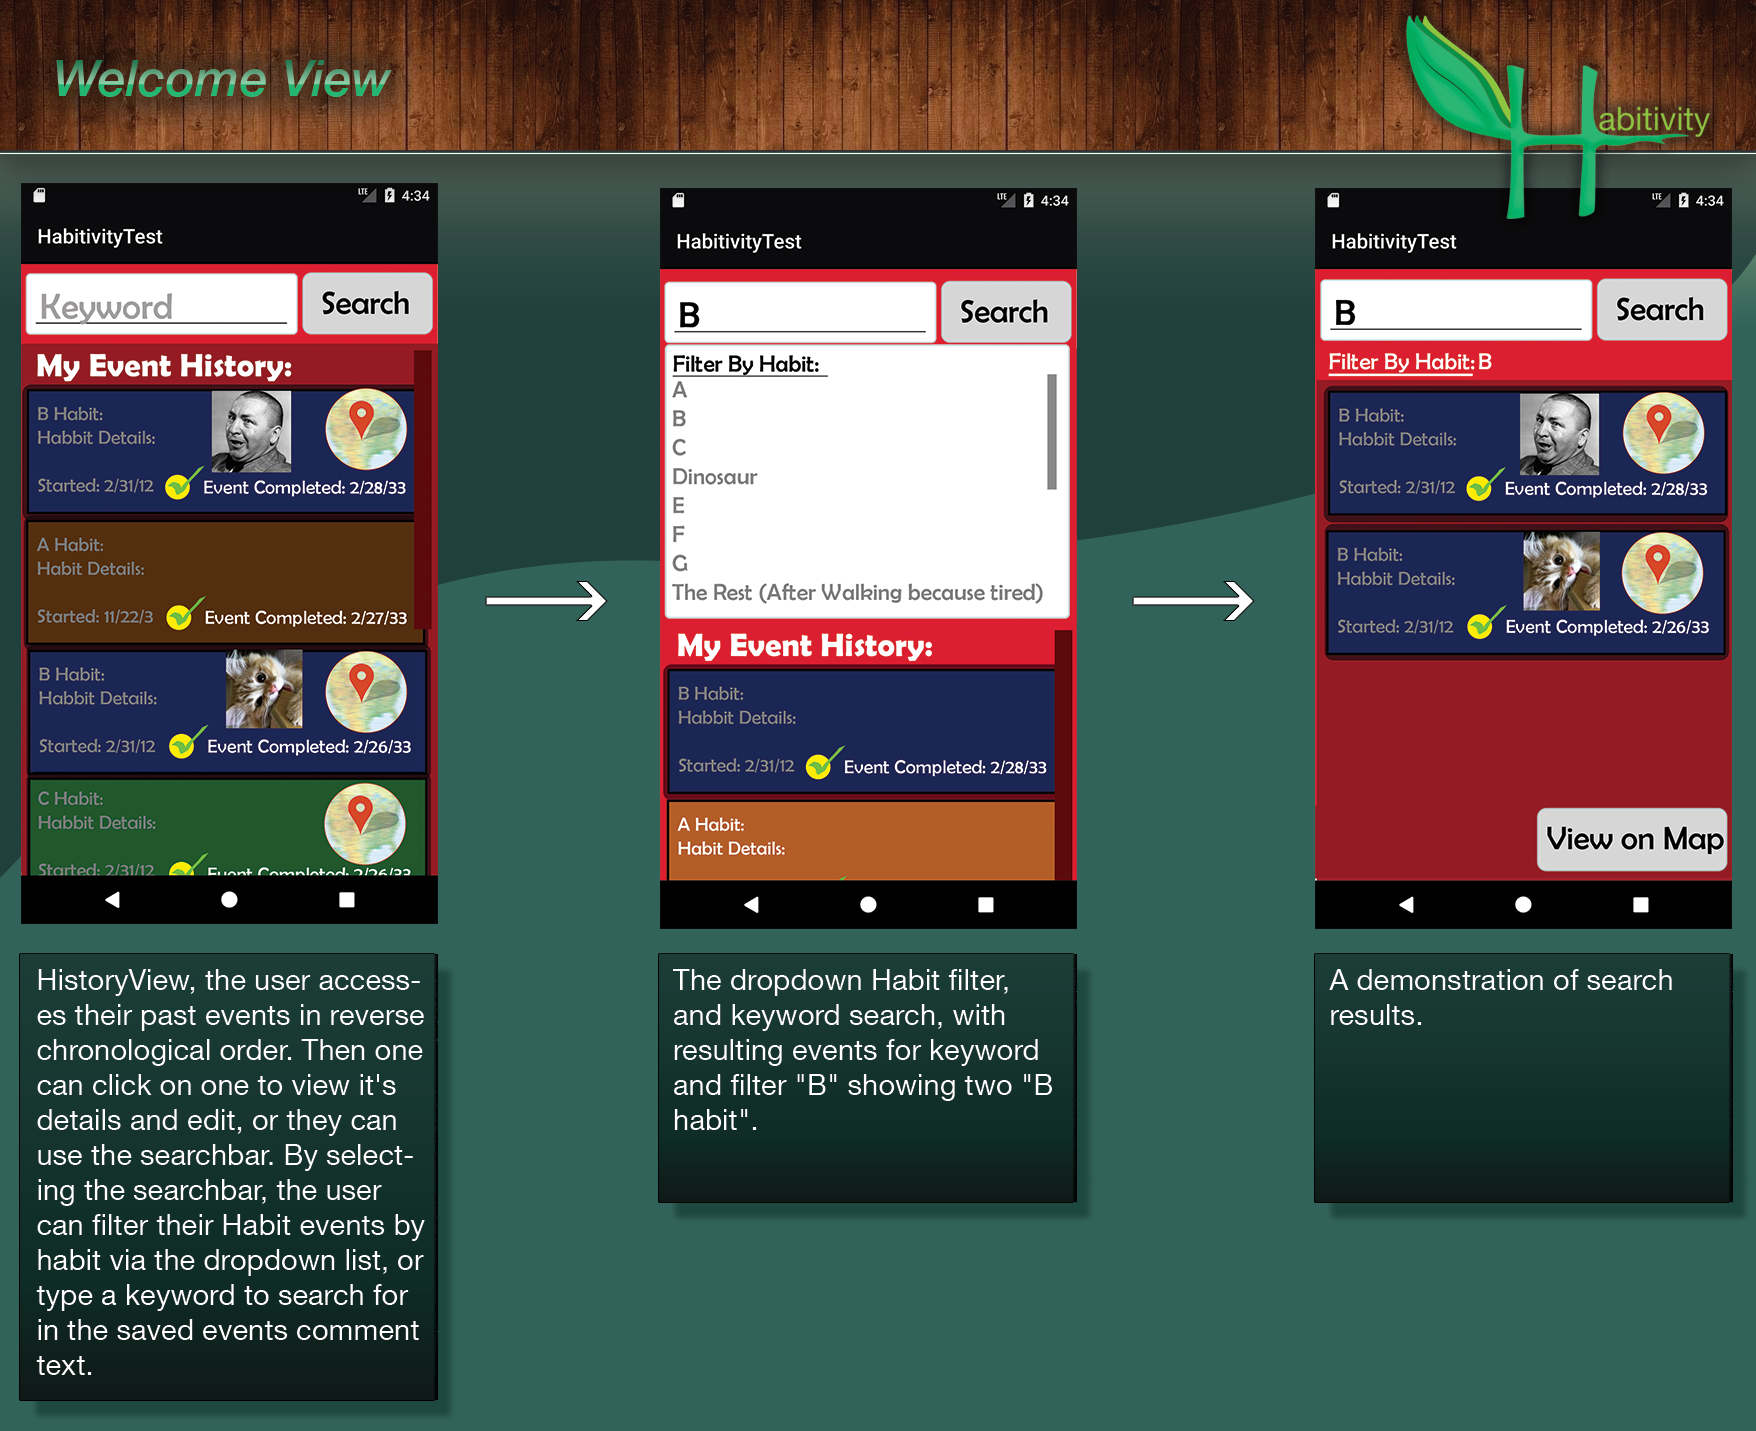 Welcome View
Habitivity
LTE 4:34
HabitivityTest
Keyword
Search
My Event History:
B Habit:
Habbit Details:
Started: 2/31/12
Event Completed: 2/28/33
A Habit:
Habit Details:
Started: 11/22/3
Event Completed: 2/27/33
B Habit:
Habbit Details:
Started: 2/31/12
Event Completed: 2/26/33
C Habit:
Habbit Details:
Started: 2/31/12
Event Completed: 2/26/33
HistoryView, the user access-
es their past events in reverse
chronological order. Then one
can click on one to view it's
details and edit, or they can
use the searchbar. By select-
ing the searchbar, the user
can filter their Habit events by
habit via the dropdown list, or
type a keyword to search for
in the saved events comment
text.
LTE 4:34
HabitivityTest
B
Search
Filter By Habit:
A
B
C
Dinosaur
E
F
G
The Rest (After Walking because tired)
My Event History:
B Habit:
Habbit Details:
Started: 2/31/12
Event Completed: 2/28/33
A Habit:
Habit Details:
The dropdown Habit filter,
and keyword search, with
resulting events for keyword
and filter "B" showing two "B
habit".
LTE 4:34
HabitivityTest
B
Search
Filter By Habit: B
B Habit:
Habbit Details:
Started: 2/31/12
Event Completed: 2/28/33
B Habit:
Habbit Details:
Started: 2/31/12
Event Completed: 2/26/33
View on Map
A demonstration of search
results.